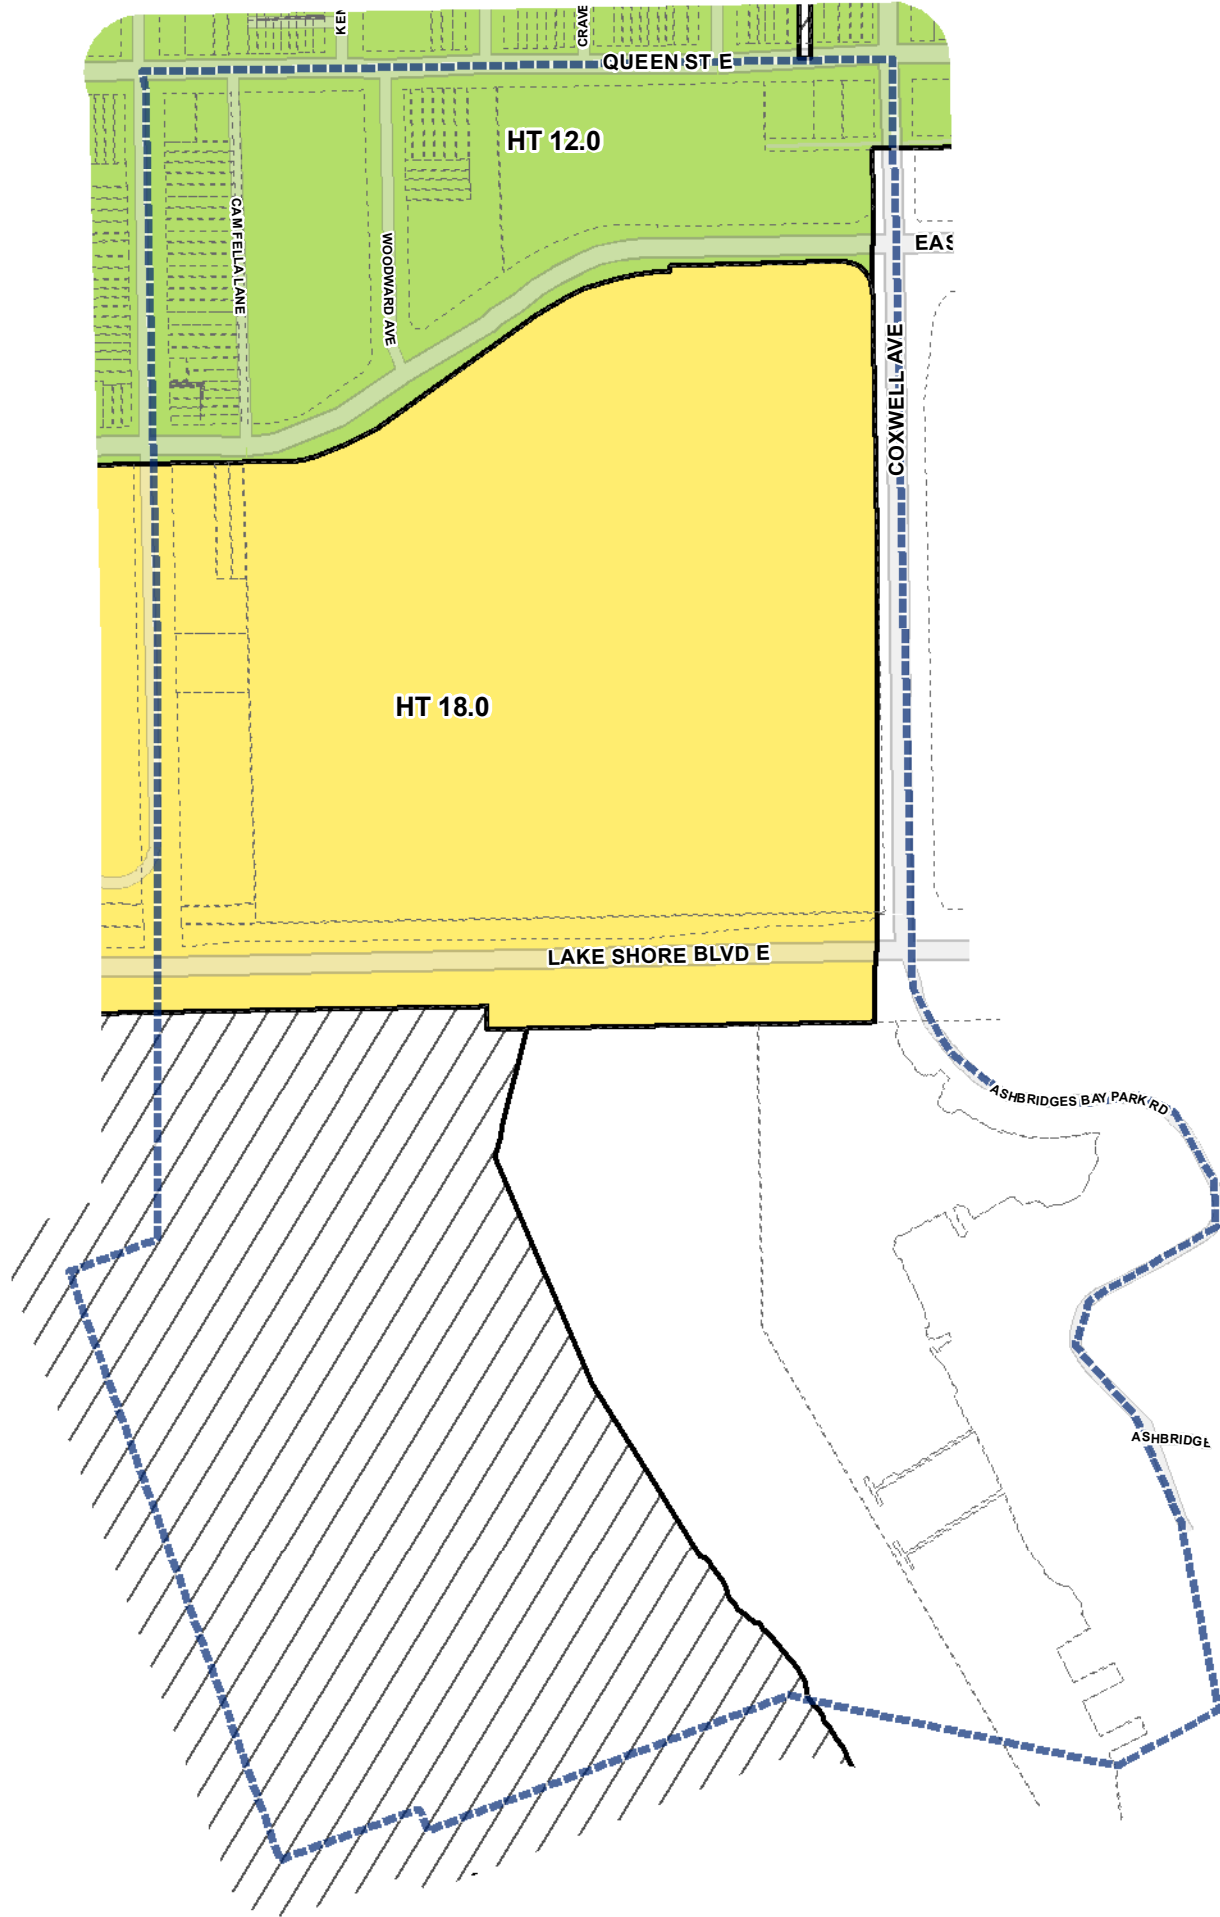 KEN
CRAVE
QUEEN ST E
HT 12.0
CAM FELLA LANE
WOODWARD AVE
EAS
COXWELL AVE
HT 18.0
LAKE SHORE BLVD E
ASHBRIDGES BAY PARK RD
ASHBRIDGE